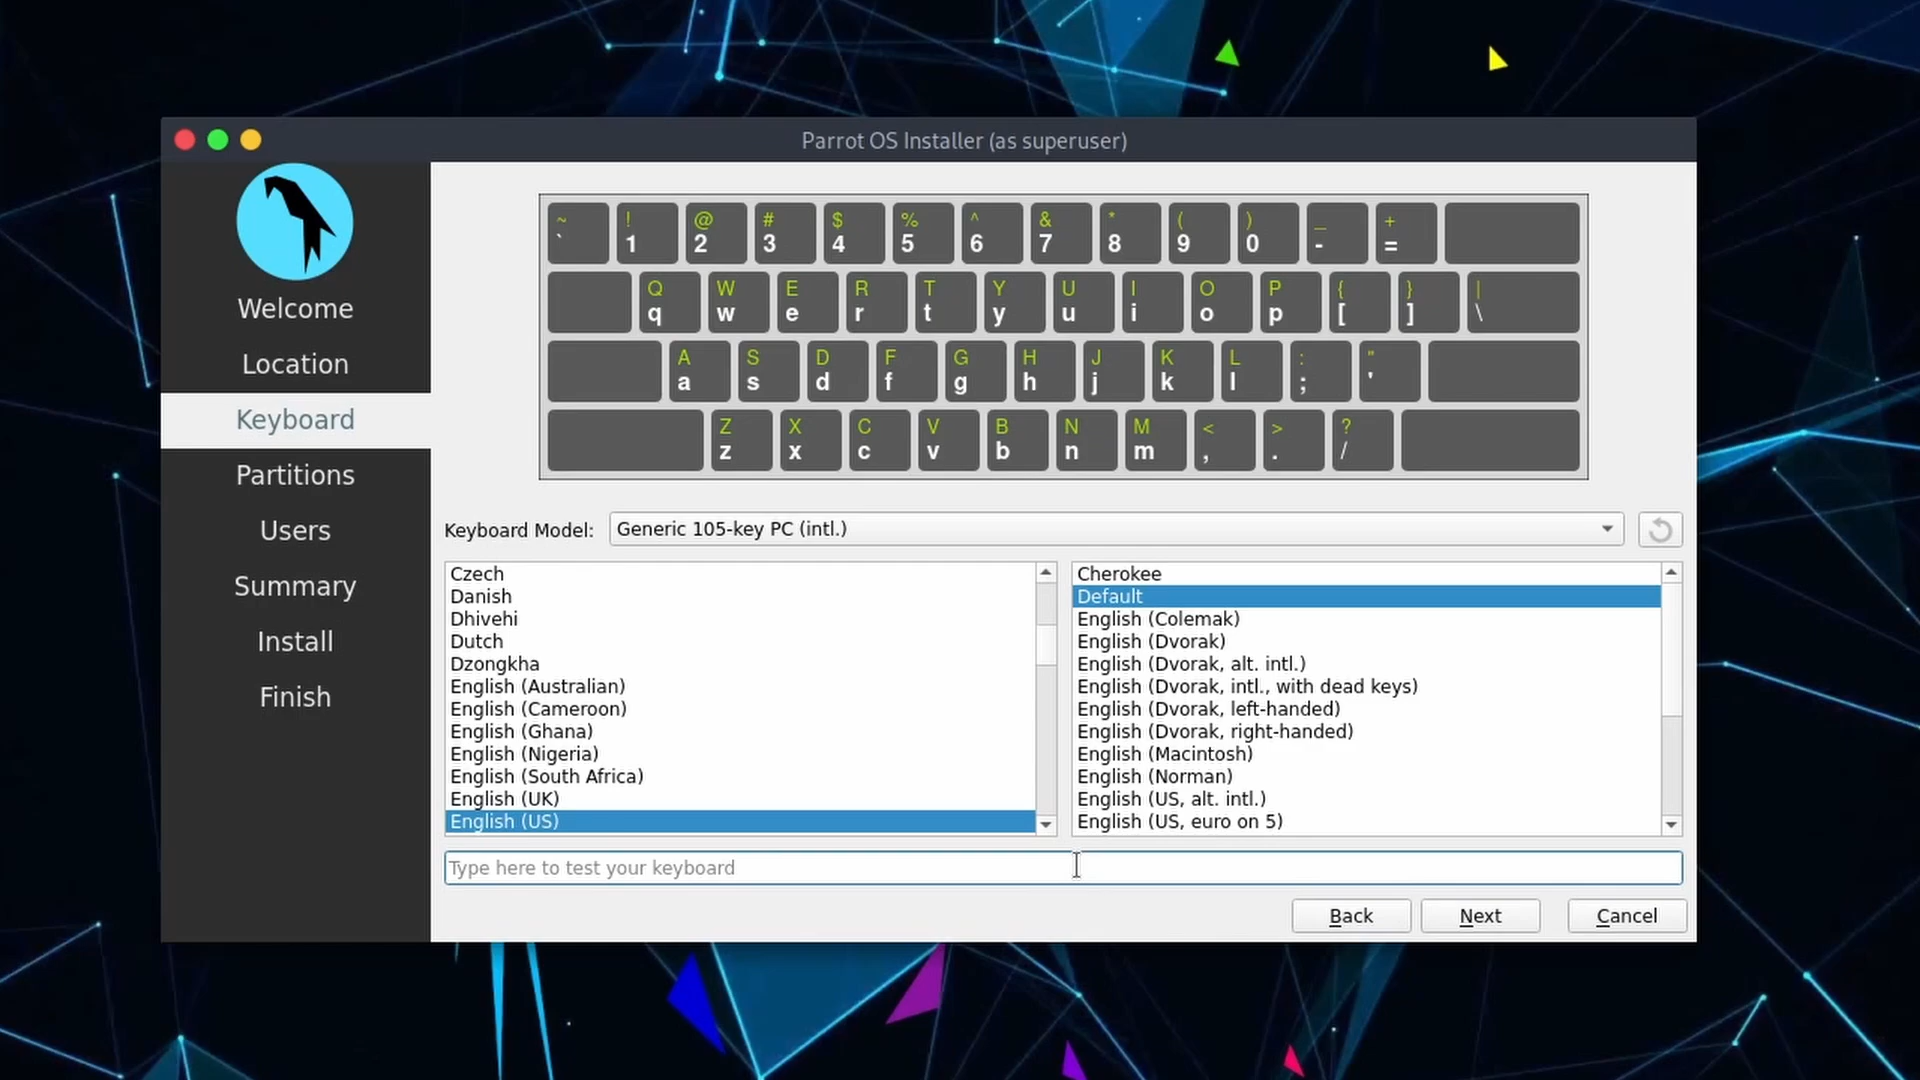 Parrot OS Installer (as superuser)
Welcome
Location
Keyboard
Partitions
Users
Summary
Install
Finish
~ ! @ # $ % ^ & * ( ) _ +
` 1 2 3 4 5 6 7 8 9 0 - =
Q W E R T Y U I O P { } |
q w e r t y u i o p [ ] \
A S D F G H J K L : "
a s d f g h j k l ; '
Z X C V B N M < > ?
z x c v b n m , . /
Keyboard Model: Generic 105-key PC (intl.)
Czech
Danish
Dhivehi
Dutch
Dzongkha
English (Australian)
English (Cameroon)
English (Ghana)
English (Nigeria)
English (South Africa)
English (UK)
English (US)
Cherokee
Default
English (Colemak)
English (Dvorak)
English (Dvorak, alt. intl.)
English (Dvorak, intl., with dead keys)
English (Dvorak, left-handed)
English (Dvorak, right-handed)
English (Macintosh)
English (Norman)
English (US, alt. intl.)
English (US, euro on 5)
Type here to test your keyboard
Back Next Cancel